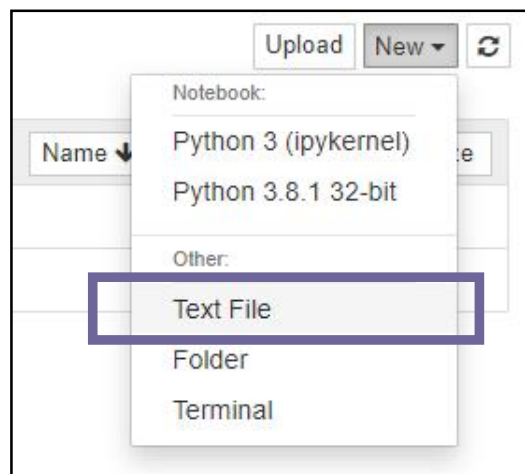 Upload New
Notebook:
Name Python 3 (ipykernel) e
Python 3.8.1 32-bit
Other:
Text File
Folder
Terminal